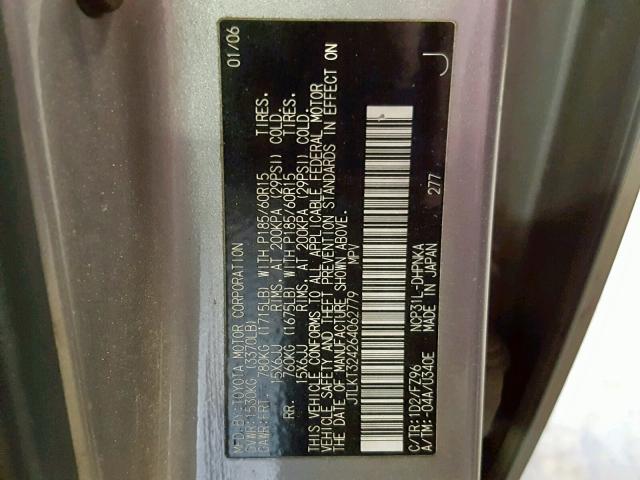 MFD.BY:TOYOTA MOTOR CORPORATION 01/06
GVWR:1530KG (3370LB)
GAWR:FRT. 780KG (1715LB) WITH P185/60R15 TIRES.
15X6JJ RIMS. AT 200KPA (29PSI) COLD.
RR. 760KG (1675LB) WITH P185/60R15 TIRES.
15X6JJ RIMS. AT 200KPA (29PSI) COLD.
THIS VEHICLE CONFORMS TO ALL APPLICABLE FEDERAL MOTOR
VEHICLE SAFETY AND THEFT PREVENTION STANDARDS IN EFFECT ON
THE DATE OF MANUFACTURE SHOWN ABOVE.
JTLKT324264062779 MPV
C/TR:1D2/FZ96 NCP31L-DHPNKA 277 J
A/TM:-04A/U340E MADE IN JAPAN